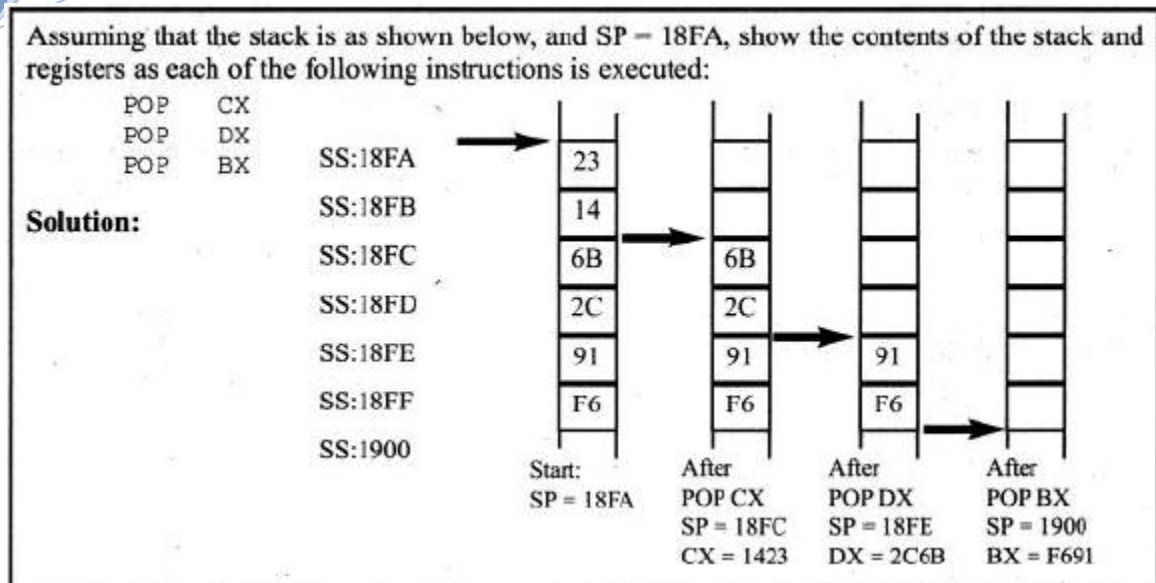 Assuming that the stack is as shown below, and SP = 18FA, show the contents of the stack and
registers as each of the following instructions is executed:
POP CX
POP DX
POP BX
Solution:
SS:18FA 23
SS:18FB 14
SS:18FC 6B 6B
SS:18FD 2C 2C
SS:18FE 91 91 91
SS:18FF F6 F6 F6
SS:1900
Start:
SP = 18FA
After
POP CX
SP = 18FC
CX = 1423
After
POP DX
SP = 18FE
DX = 2C6B
After
POP BX
SP = 1900
BX = F691